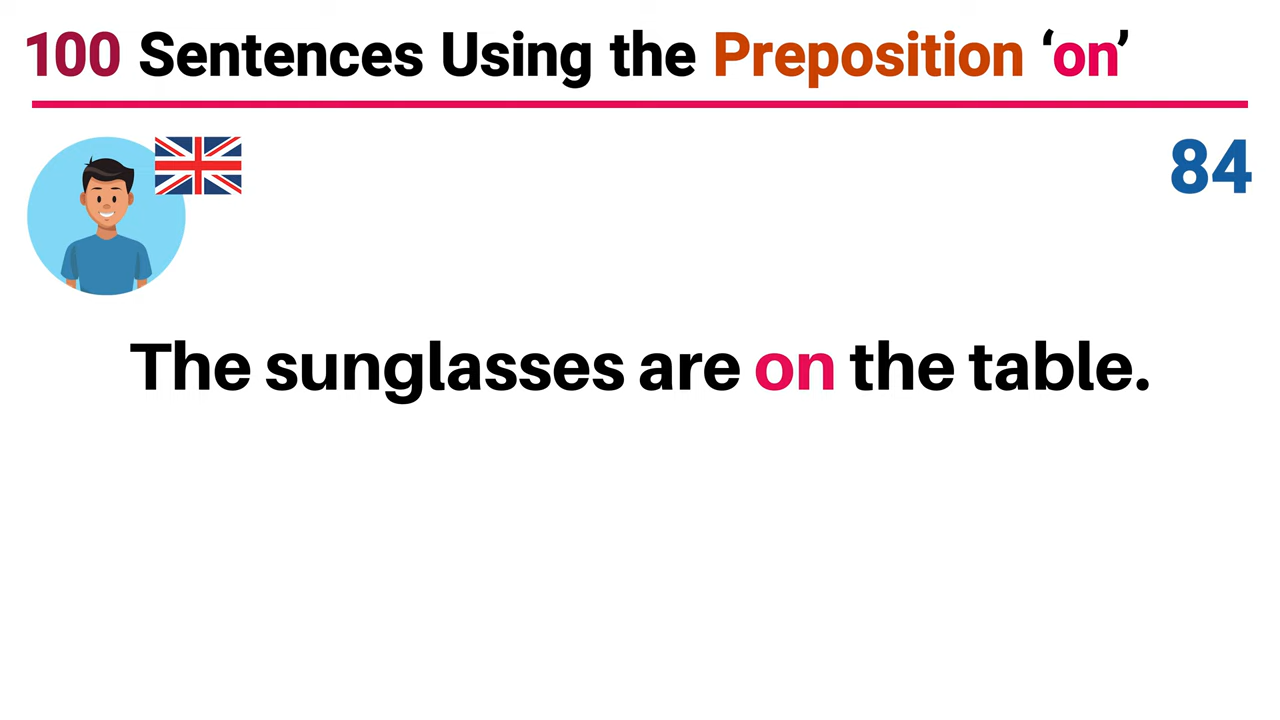 100 Sentences Using the Preposition ‘on’
84
The sunglasses are on the table.